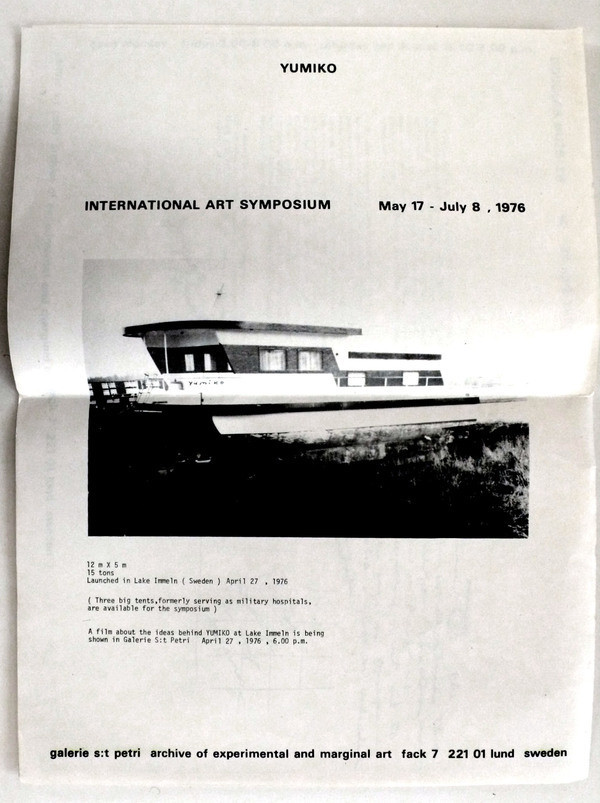 YUMIKO
INTERNATIONAL ART SYMPOSIUM May 17 - July 8 , 1976
Yumiko
12 m X 5 m
15 tons
Launched in Lake Immeln ( Sweden ) April 27 , 1976
( Three big tents,formerly serving as military hospitals,
are available for the symposium )
A film about the ideas behind YUMIKO at Lake Immeln is being
shown in Galerie S:t Petri April 27 , 1976 , 6.00 p.m.
galerie s:t petri archive of experimental and marginal art fack 7 221 01 lund sweden